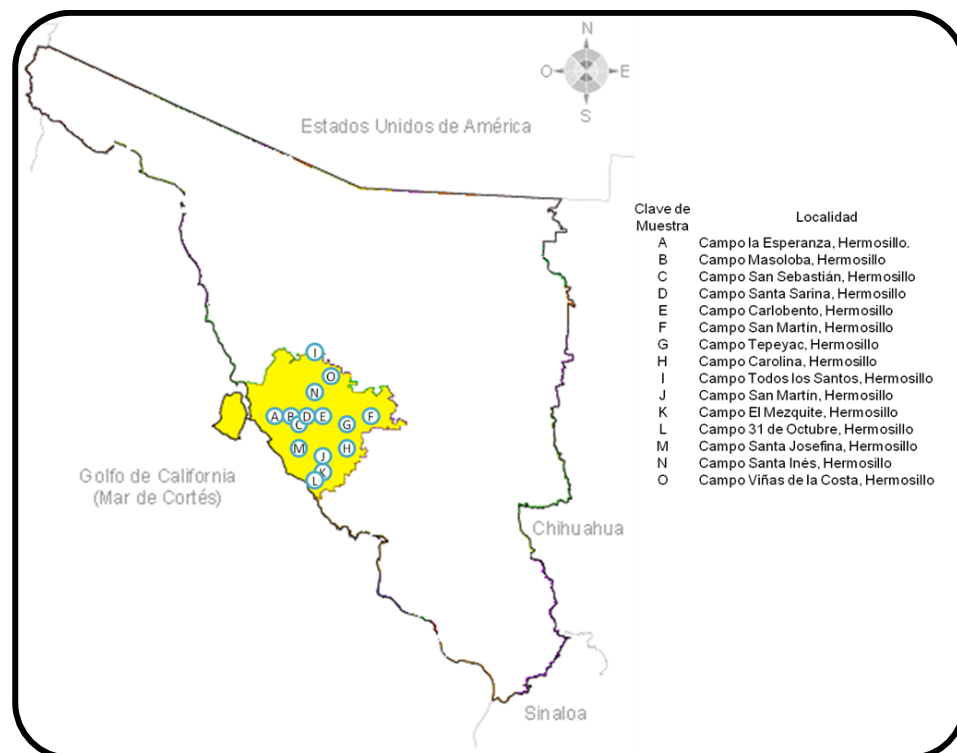 N
O E
S
Estados Unidos de América
Clave de Muestra Localidad
A Campo la Esperanza, Hermosillo.
B Campo Masoloba, Hermosillo
C Campo San Sebastián, Hermosillo
D Campo Santa Sarina, Hermosillo
E Campo Carlobento, Hermosillo
F Campo San Martín, Hermosillo
G Campo Tepeyac, Hermosillo
H Campo Carolina, Hermosillo
I Campo Todos los Santos, Hermosillo
J Campo San Martín, Hermosillo
K Campo El Mezquite, Hermosillo
L Campo 31 de Octubre, Hermosillo
M Campo Santa Josefina, Hermosillo
N Campo Santa Inés, Hermosillo
O Campo Viñas de la Costa, Hermosillo
I
O
N
A B D E F
C G
M H
J
K
L
Golfo de California
(Mar de Cortés)
Chihuahua
Sinaloa